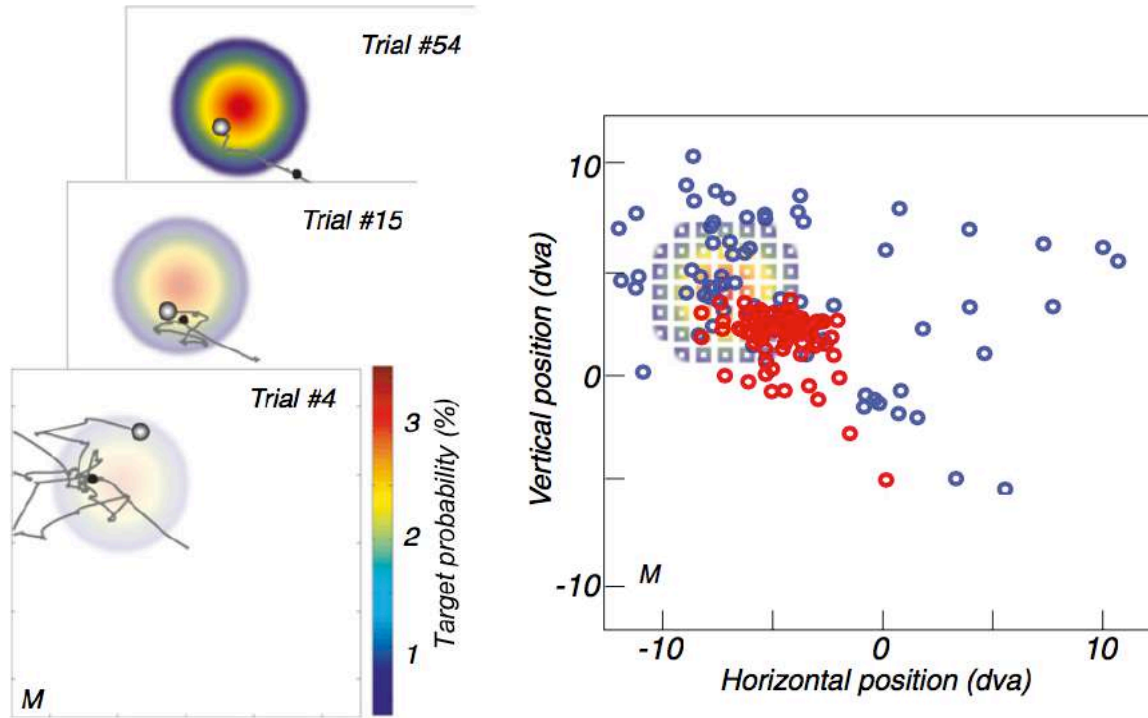 Trial #54
Trial #15
Trial #4
M
3
2
1
Target probability (%)
10
0
-10
Vertical position (dva)
M
-10
0
10
Horizontal position (dva)